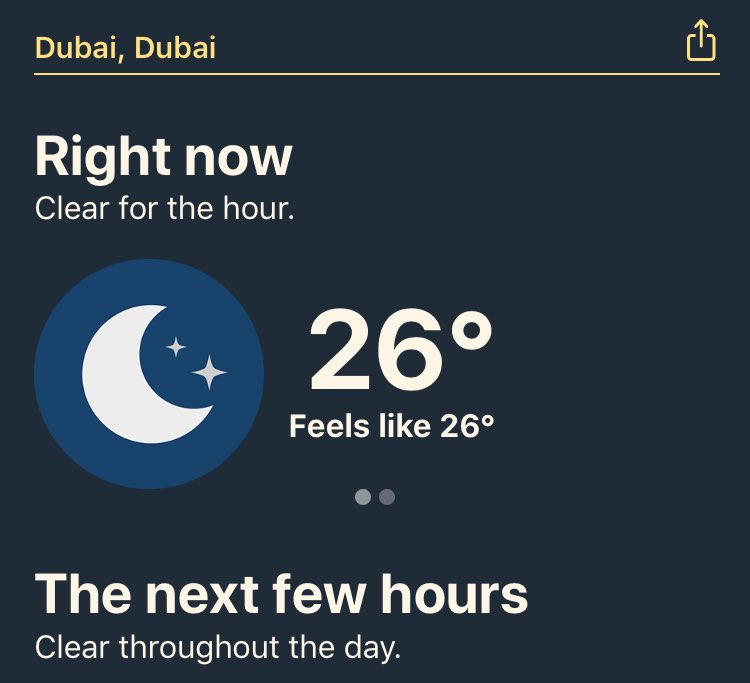 Dubai, Dubai
Right now
Clear for the hour.
26°
Feels like 26°
The next few hours
Clear throughout the day.